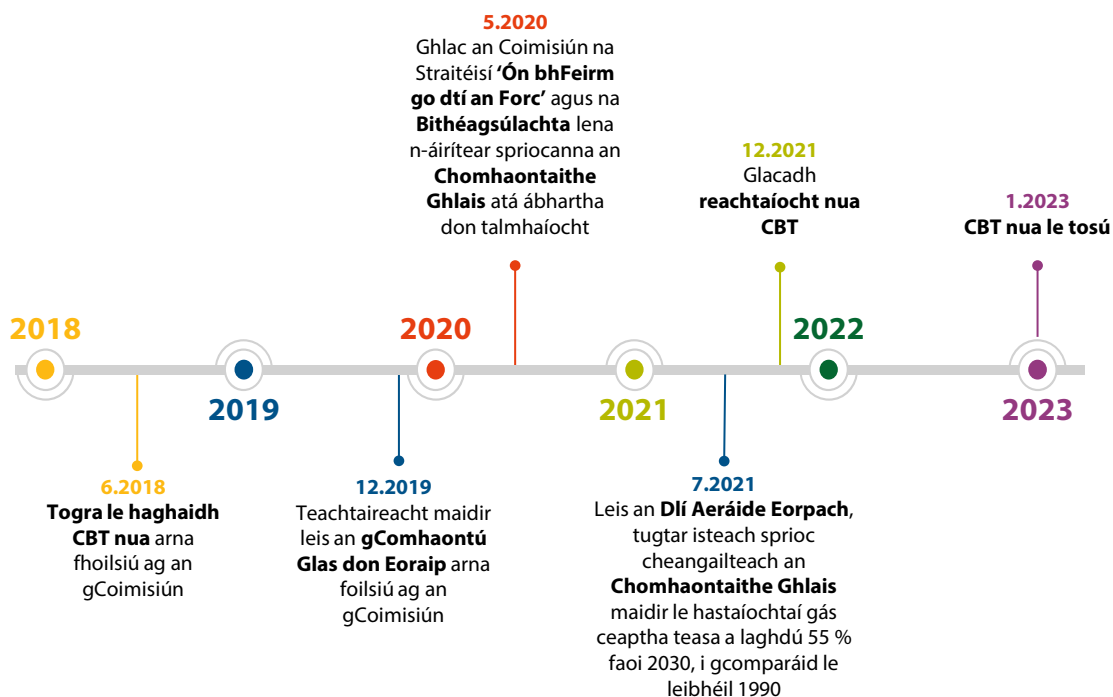 5.2020
Ghlac an Coimisiún na
Straitéisí ‘Ón bhFeirm
go dtí an Forc’ agus na
Bithéagsúlachta lena
n-áirítear spriocanna an
Chomhaontaithe
Ghlais atá ábhartha
don talmhaíocht
12.2021
Glacadh
reachtaíocht nua
CBT
1.2023
CBT nua le tosú
2018
2019
2020
2021
2022
2023
6.2018
Togra le haghaidh
CBT nua arna
fhoilsiú ag an
gCoimisiún
12.2019
Teachtaireacht maidir
leis an gComhaontú
Glas don Eoraip arna
foilsiú ag an
gCoimisiún
7.2021
Leis an Dlí Aeráide Eorpach,
tugtar isteach sprioc
cheangailteach an
Chomhaontaithe Ghlais
maidir le hastaíochtaí gás
ceaptha teasa a laghdú 55 %
faoi 2030, i gcomparáid le
leibhéil 1990